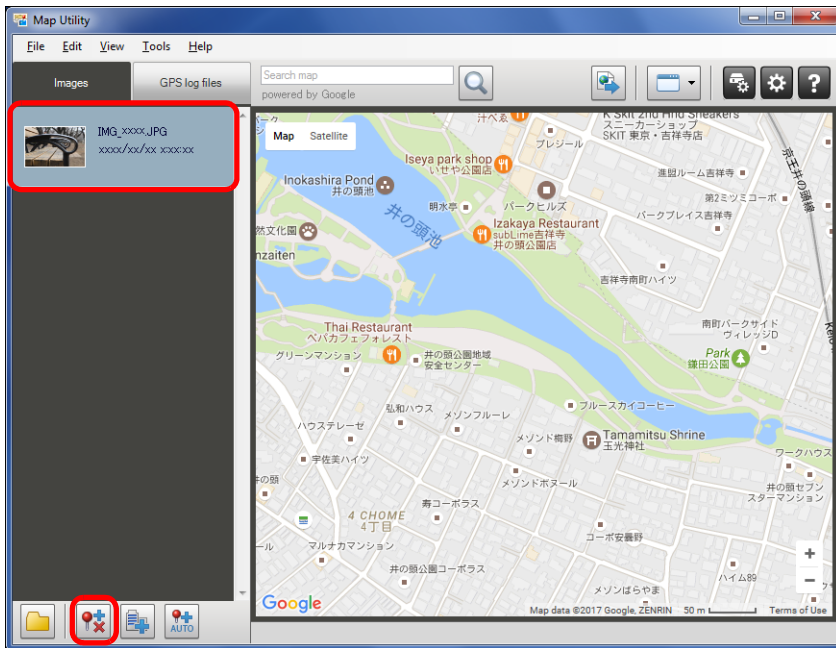 Map Utility
File Edit View Tools Help
Images GPS log files
Search map
powered by Google
?
IMG_xxxx.JPG
xxxx/xx/xx xxx:xx
Map Satellite
K Skit 2nd Hnd Sneakers
スニーカーショップ
SKIT 東京・吉祥寺店
プレジール
Iseya park shop
いせや公園店
京王井の頭線
進盟ルーム吉祥寺
Inokashira Pond
井の頭池
第2ミツミコーポ
明水亭
パークヒルズ
パークプレイス吉祥寺
井の頭池
Izakaya Restaurant
subLime吉祥寺
井の頭公園店
然文化園
nzaiten
吉祥寺南町ハイツ
南町パークサイド
ヴィレッジD
Thai Restaurant
ペパカフェフォレスト
グリーンマンション
井の頭公園地域
安全センター
Park
鎌田公園
弘和ハウス
メゾンフルーレ
ブルースカイコーヒー
ハウステレーゼ
メゾンド梅野
Tamamitsu Shrine
玉光神社
ワークハウス
宇佐美ハイツ
メゾンドボヌール
井の頭セブン
スターマンション
寿コーポラス
4 CHOME
4丁目
コーポ安曇野
マルナカマンション
井の頭公園コーポラス
ハイム89
メゾンはらやま
+
−
Google
Map data ©2017 Google, ZENRIN 50 m Terms of Use
AUTO